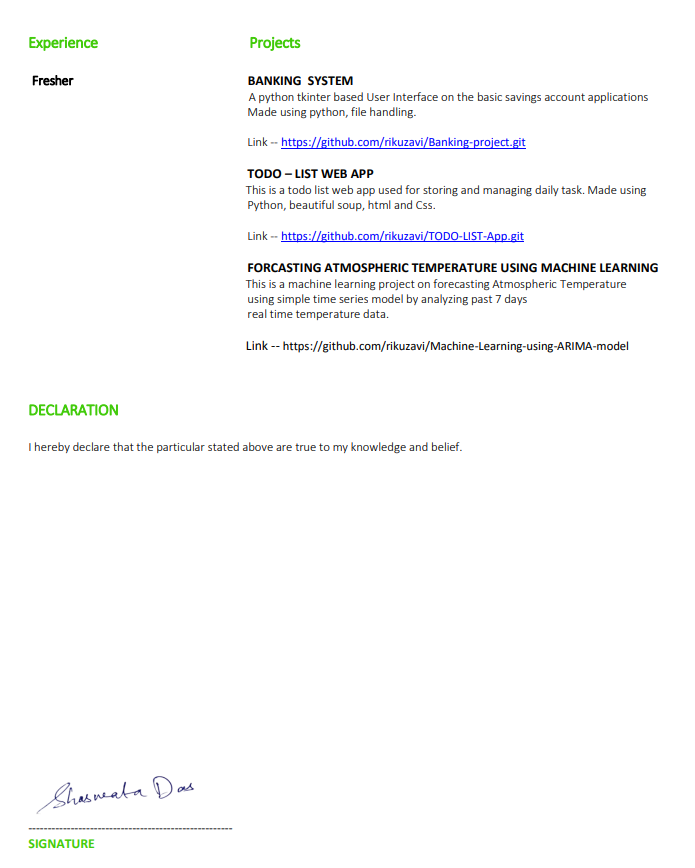 Experience
Projects
Fresher
BANKING SYSTEM
A python tkinter based User Interface on the basic savings account applications
Made using python, file handling.
Link -- https://github.com/rikuzavi/Banking-project.git
TODO – LIST WEB APP
This is a todo list web app used for storing and managing daily task. Made using
Python, beautiful soup, html and Css.
Link -- https://github.com/rikuzavi/TODO-LIST-App.git
FORCASTING ATMOSPHERIC TEMPERATURE USING MACHINE LEARNING
This is a machine learning project on forecasting Atmospheric Temperature
using simple time series model by analyzing past 7 days
real time temperature data.
Link -- https://github.com/rikuzavi/Machine-Learning-using-ARIMA-model
DECLARATION
I hereby declare that the particular stated above are true to my knowledge and belief.
Shasweata Das
SIGNATURE